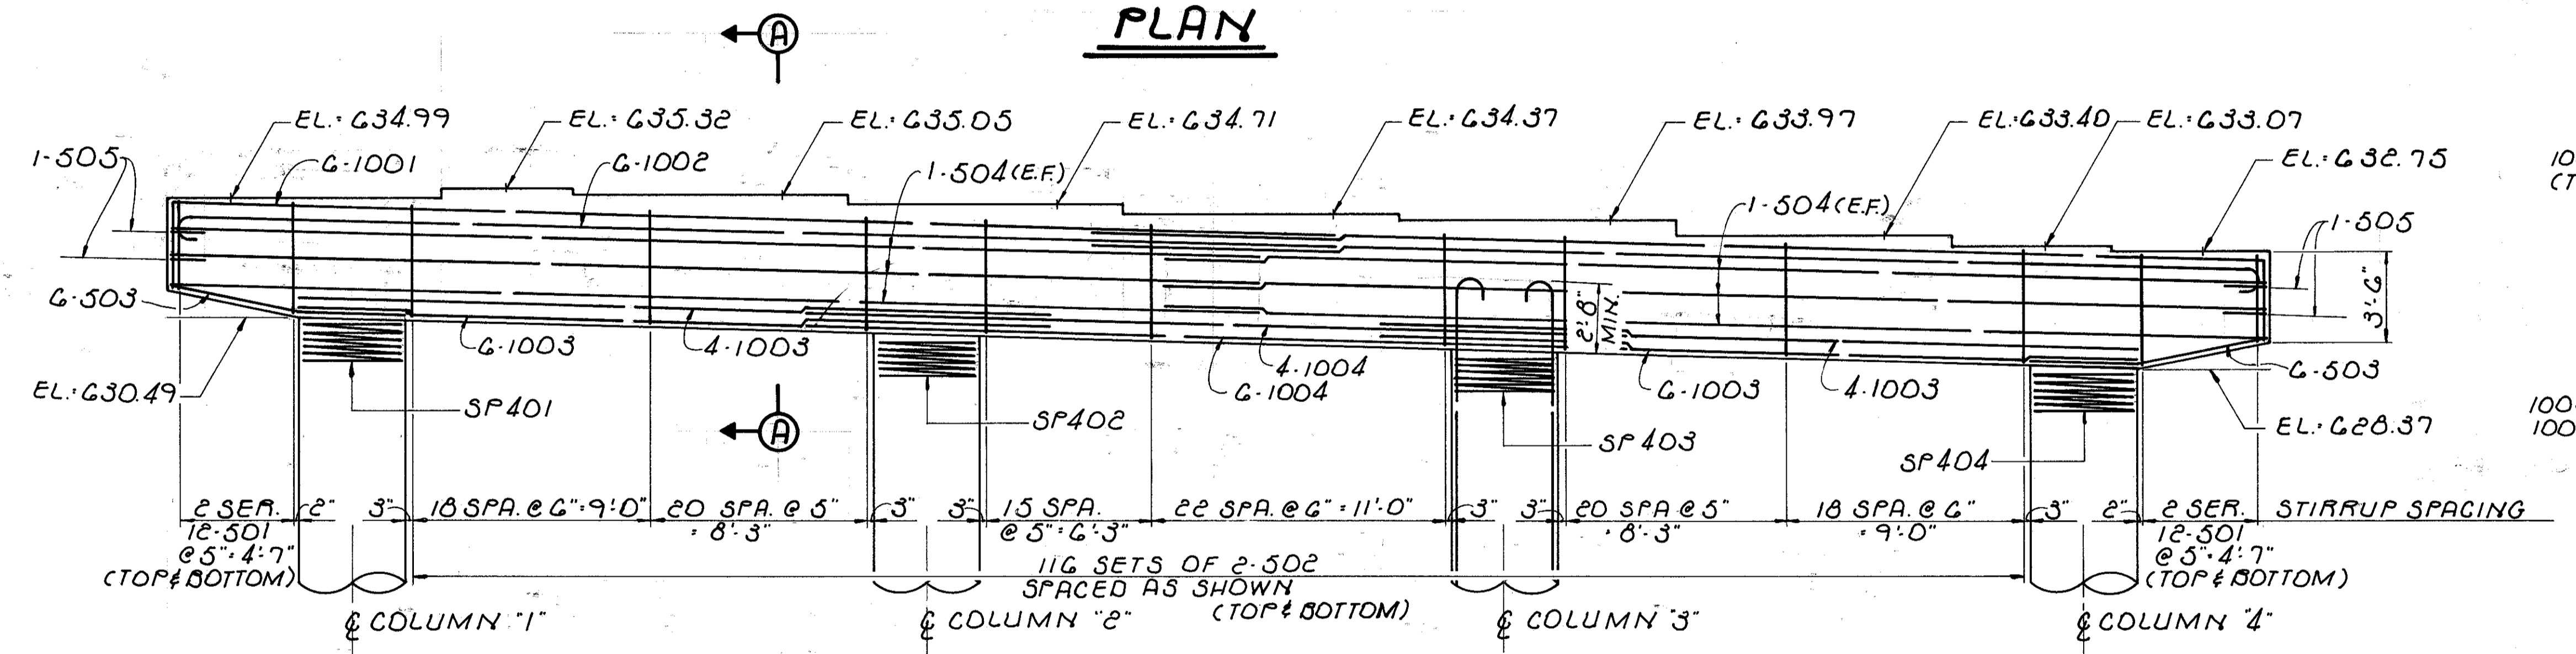 PLAN
A
EL.: 634.99
EL.: 635.32
EL.: 635.05
EL.: 634.71
EL.: 634.37
EL.: 633.97
EL.: 633.40
EL.: 633.07
EL.: 632.75
1-505
6-1001
6-1002
1-504 (E.F.)
1-504 (E.F.)
1-505
10
(T
6-503
3'-6"
2'-8"
MIN.
6-1003
4-1003
4-1004
6-1004
6-1003
4-1003
6-503
EL.: 630.49
SP401
SP402
SP403
SP404
EL.: 628.37
100
100
A
2 SER.
12-501
@ 5" = 4'-7"
(TOP & BOTTOM)
2"
3"
18 SPA. @ 6" = 9'-0"
20 SPA. @ 5"
= 8'-3"
3"
3"
15 SPA.
@ 5" = 6'-3"
22 SPA. @ 6" = 11'-0"
3"
3"
20 SPA @ 5"
= 8'-3"
18 SPA. @ 6"
= 9'-0"
3"
2"
2 SER.
12-501
@ 5" = 4'-7"
(TOP & BOTTOM)
STIRRUP SPACING
116 SETS OF 2-502
SPACED AS SHOWN
(TOP & BOTTOM)
℄ COLUMN "1"
℄ COLUMN "2"
℄ COLUMN "3"
℄ COLUMN "4"